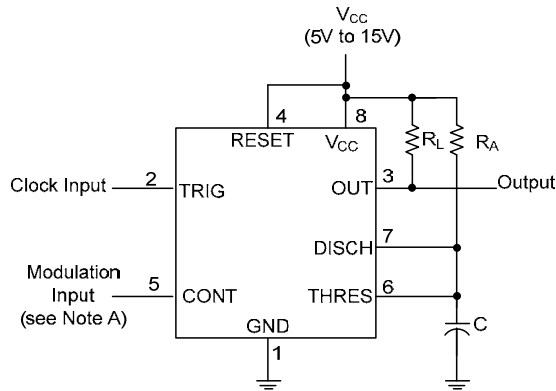 VCC
(5V to 15V)
4
8
RESET
VCC
RL
RA
Clock Input
2
TRIG
OUT
3
Output
DISCH
7
Modulation
Input
(see Note A)
5
CONT
THRES
6
GND
1
C